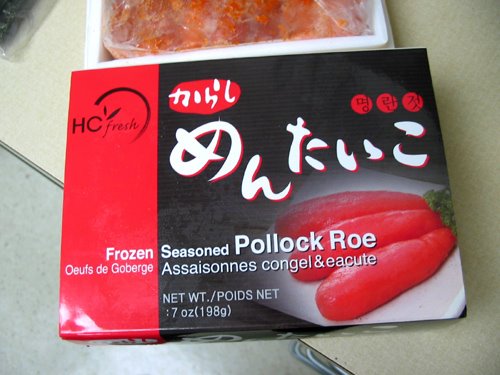 からし
명란젓
HC fresh
めんたいこ
Frozen Seasoned Pollock Roe
Oeufs de Goberge Assaisonnes congel&eacute
NET WT./POIDS NET
:7 oz(198g)